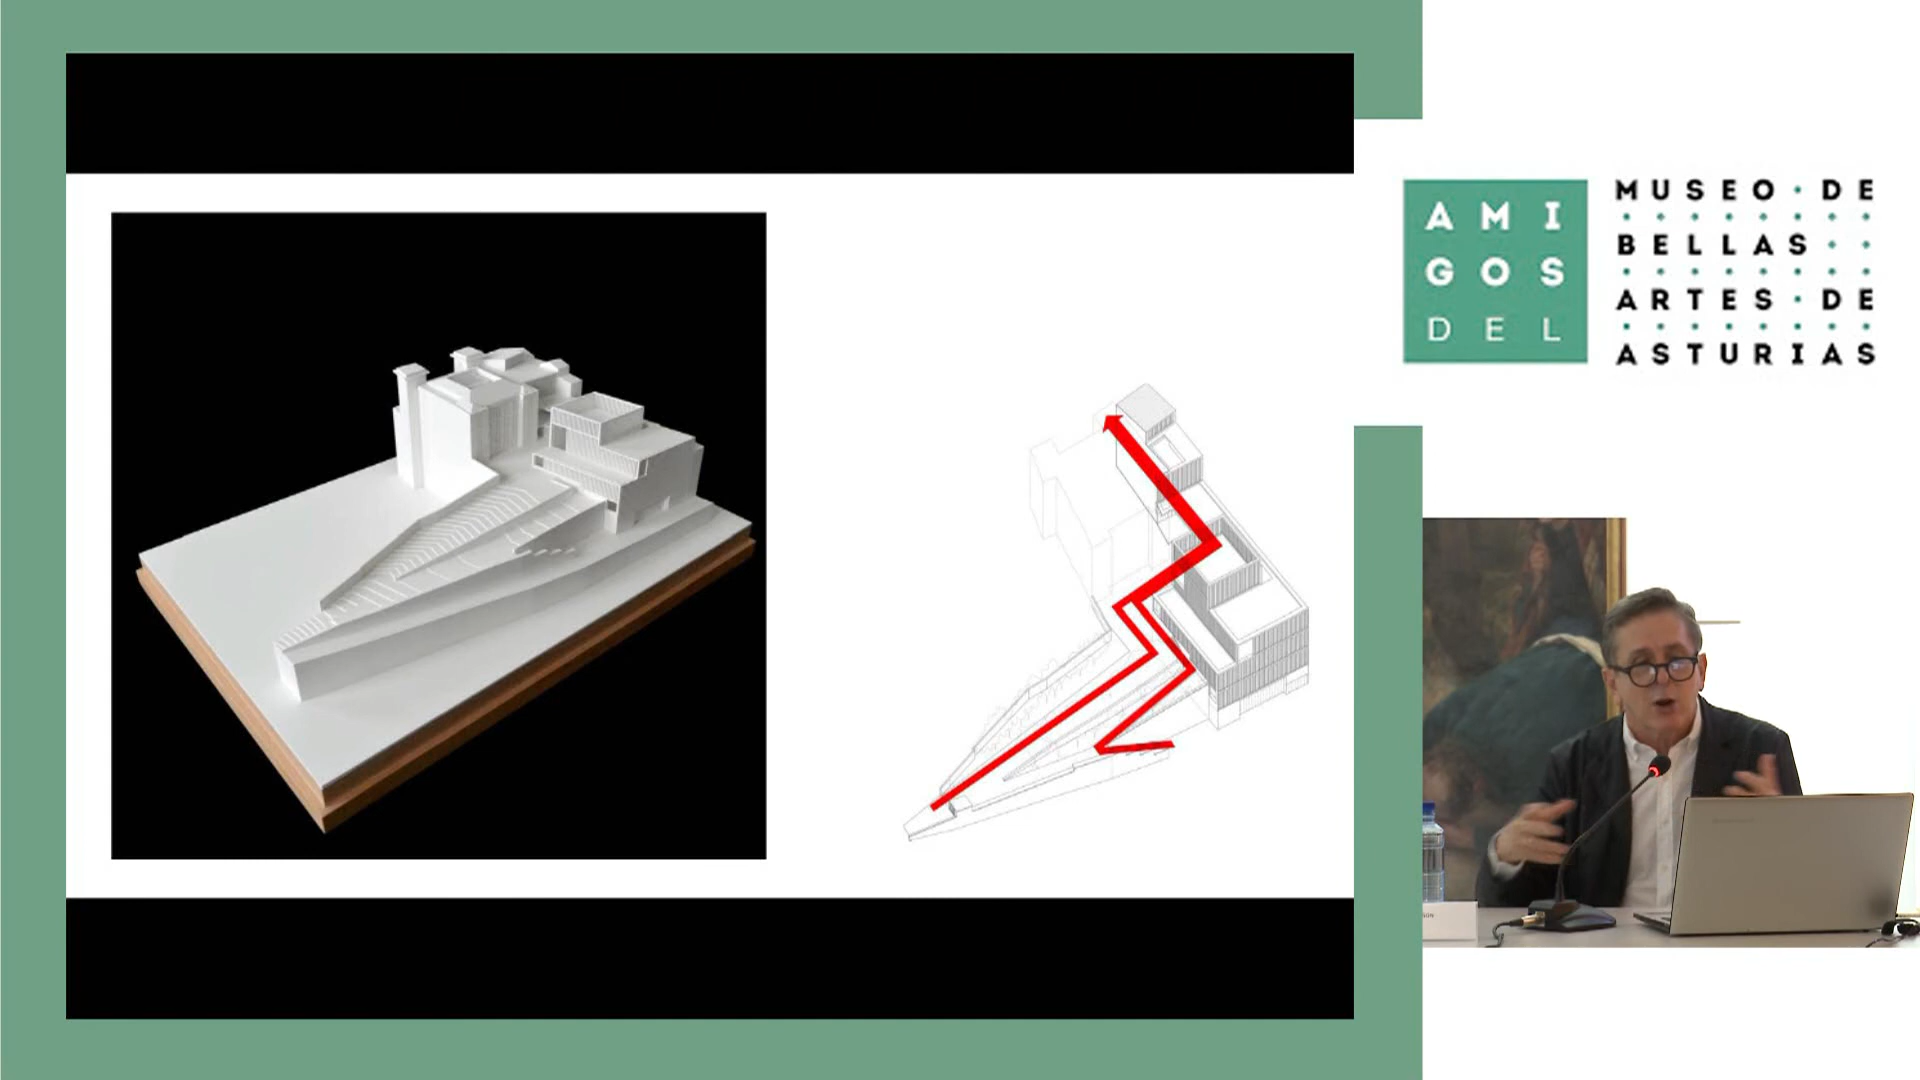 AMI
GOS
DEL
MUSEO · DE
BELLAS
ARTES · DE
ASTURIAS